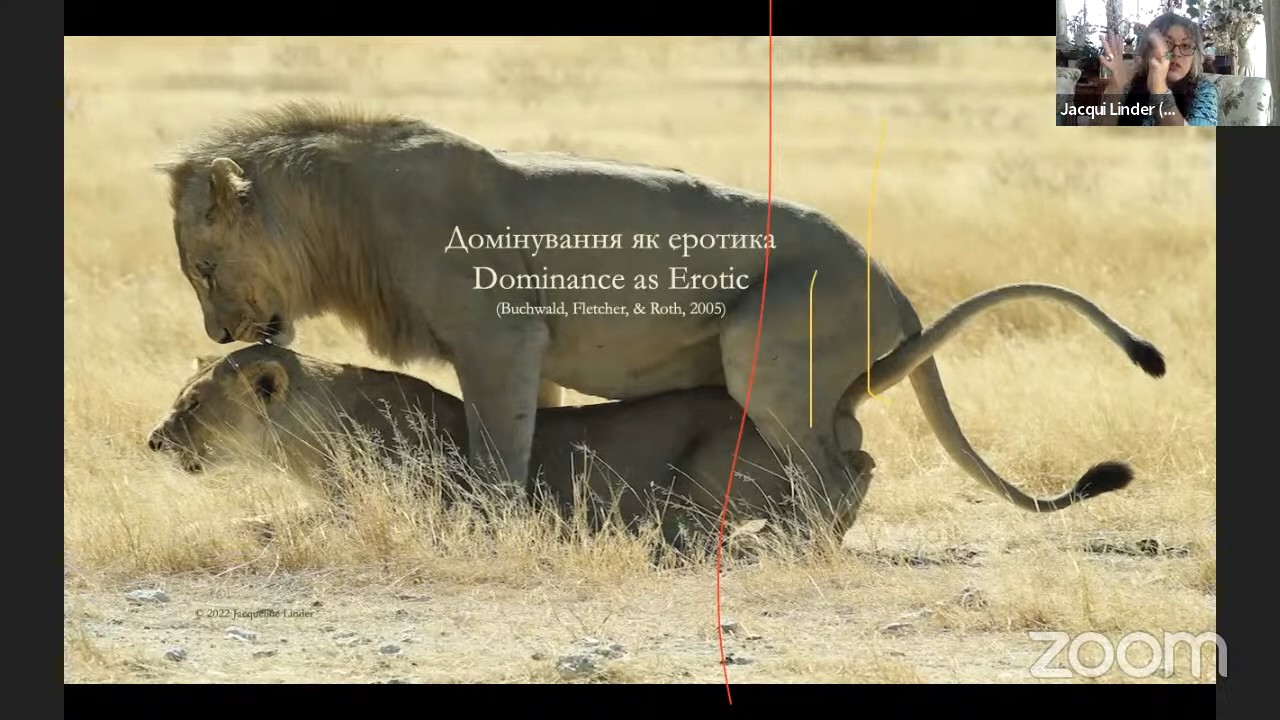 Jacqui Linder (...
Домінування як еротика
Dominance as Erotic
(Buchwald, Fletcher, & Roth, 2005)
© 2022 Jacqueline Linder
zoom